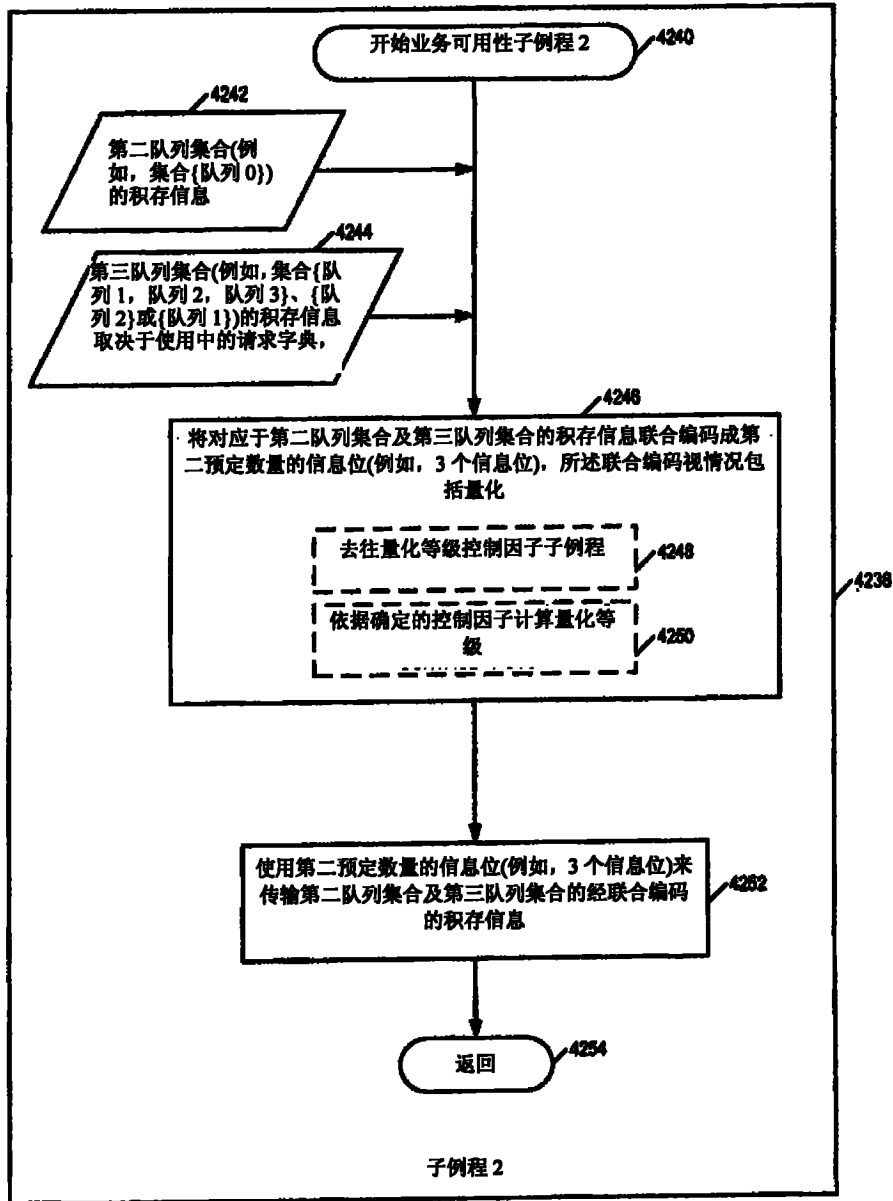 开始业务可用性子例程 2
4240
4242
第二队列集合(例
如，集合{队列 0})
的积存信息
4244
第三队列集合(例如，集合{队
列 1，队列 2，队列 3}、{队
列 2}或{队列 1})的积存信息
取决于使用中的请求字典，
4246
将对应于第二队列集合及第三队列集合的积存信息联合编码成第
二预定数量的信息位(例如，3 个信息位)，所述联合编码视情况包
括量化
去往量化等级控制因子子例程
4248
4238
依据确定的控制因子计算量化等
级
4250
使用第二预定数量的信息位(例如，3 个信息位)来
传输第二队列集合及第三队列集合的经联合编码
的积存信息
4252
返回
4254
子例程 2